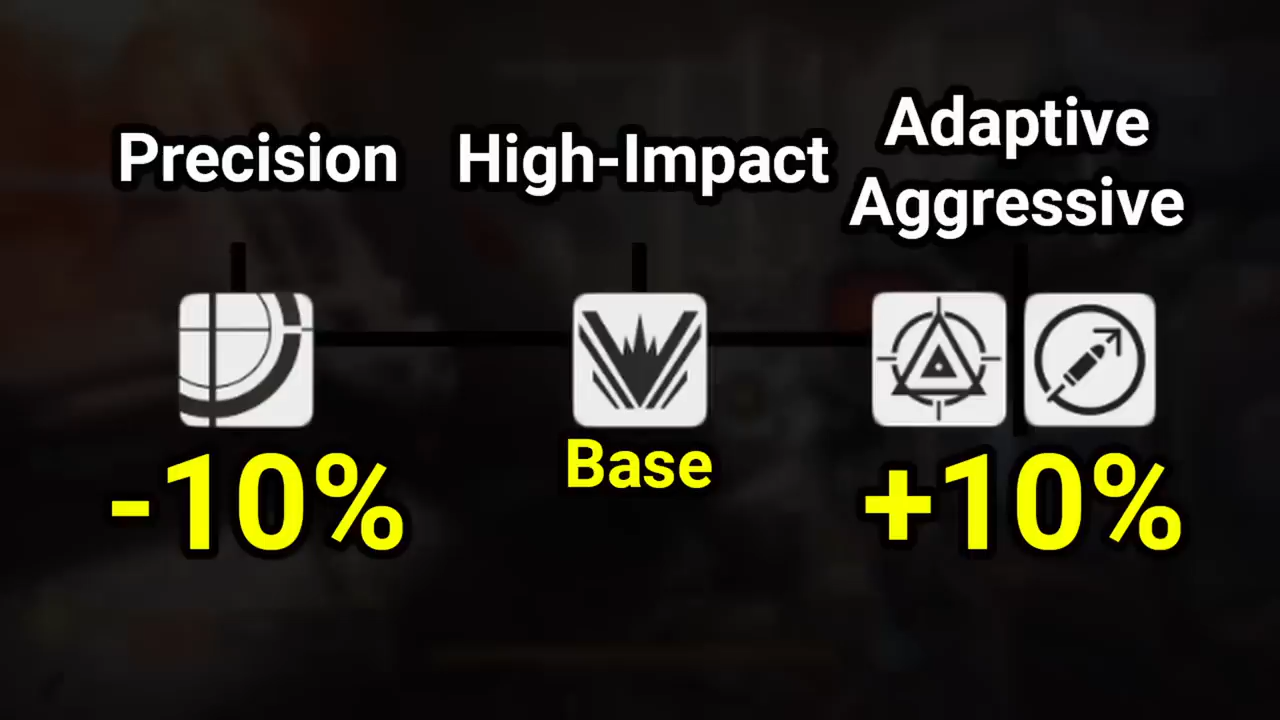 Precision
High-Impact
Adaptive
Aggressive
-10%
Base
+10%